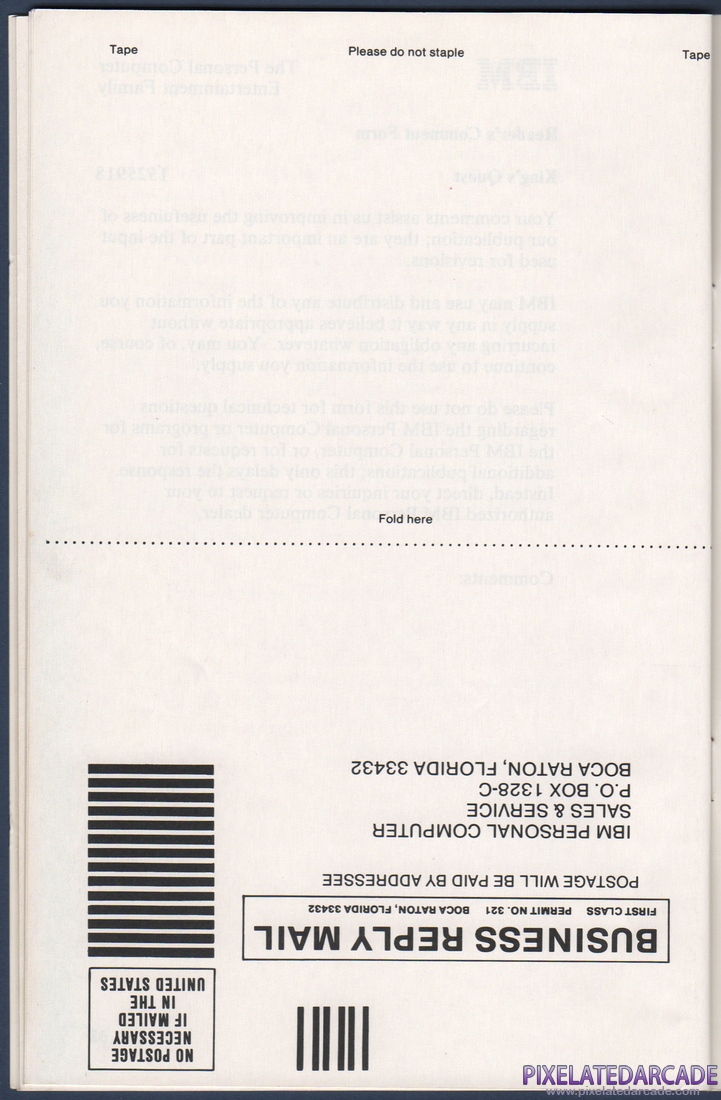 Tape
Please do not staple
Tape
The Personal Computer
Entertainment Family
IBM
Reader's Comment Form
King's Quest
1325918
Your comments assist us in improving the usefulness of
our publication; they are an important part of the input
used for revisions.
IBM may use and distribute any of the information you
supply in any way it believes appropriate without
incurring any obligation whatever. You may, of course,
continue to use the information you supply.
Please do not use this form for technical questions
regarding the IBM Personal Computer or programs for
the IBM Personal Computer, or for requests for
additional publications; this only delays the response.
Instead, direct your inquiries or request to your
authorized IBM Personal Computer dealer.
Fold here
Comments:
NO POSTAGE
NECESSARY
IF MAILED
IN THE
UNITED STATES
BUSINESS REPLY MAIL
FIRST CLASS PERMIT NO. 321 BOCA RATON, FLORIDA 33432
POSTAGE WILL BE PAID BY ADDRESSEE
IBM PERSONAL COMPUTER
SALES & SERVICE
P.O. BOX 1328-C
BOCA RATON, FLORIDA 33432
PIXELATEDARCADE
www.pixelatedarcade.com